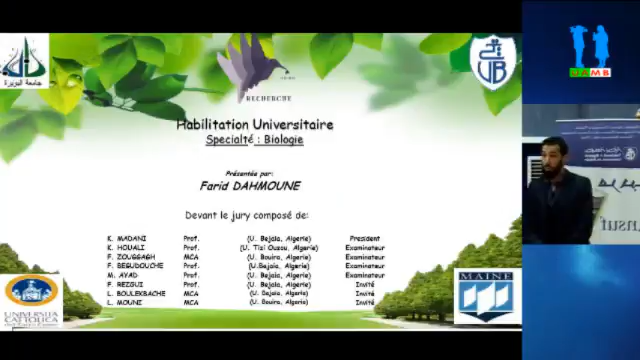 RECHERCHE
Habilitation Universitaire
Specialté : Biologie
Présentée par:
Farid DAHMOUNE
Devant le jury composé de:
K. MADANI Prof. (U. Bejaia, Algerie) President
K. HOUALI Prof. (U. Tizi Ouzou, Algerie) Examinateur
F. ZOUGGAGH MCA (U. Bouira, Algerie) Examinateur
F. BEGUDOUCHE Prof. (U.Bejaia, Algerie) Examinateur
M. AYAD Prof. (U. Bejaia, Algerie) Examinateur
F. REZGUI Prof. (U. Bejaia, Algerie) Invité
L. BOULEKBACHE MCA (U. Bejaia, Algerie) Invité
L. MOUNI MCA (U. Bouira, Algerie) Invité
جامعة البويرة
UB
UNIVERSITÀ
CATTOLICA
MAINE
UAMB